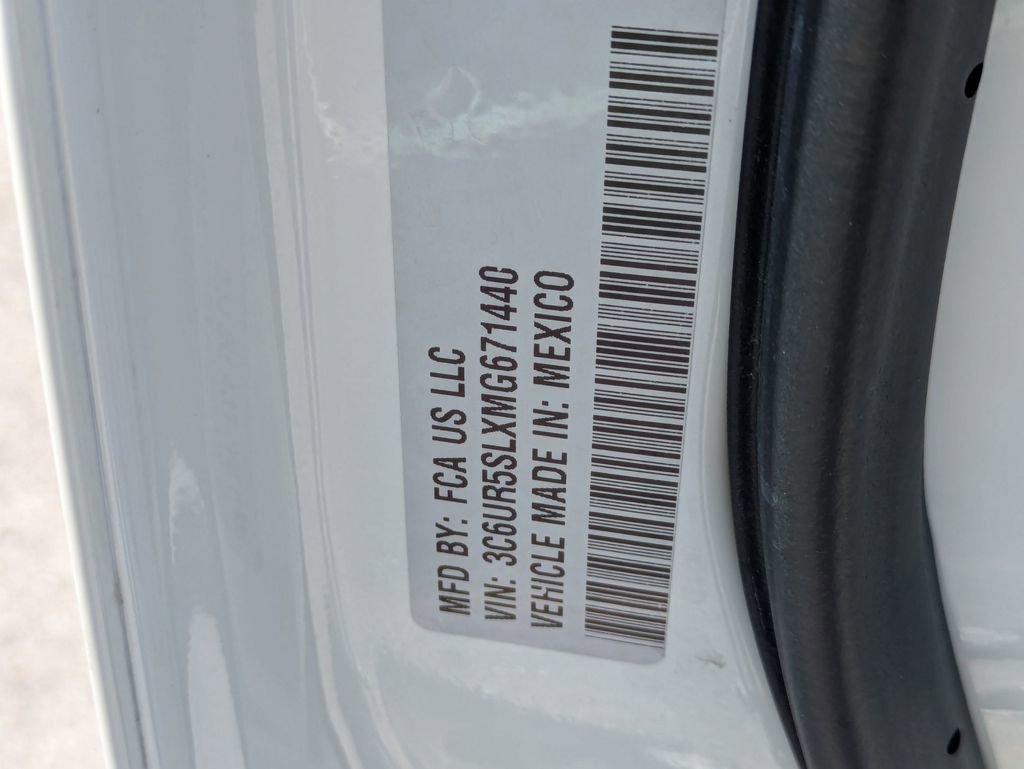 MFD BY: FCA US LLC
VIN: 3C6UR5SLXMG671440
VEHICLE MADE IN: MEXICO